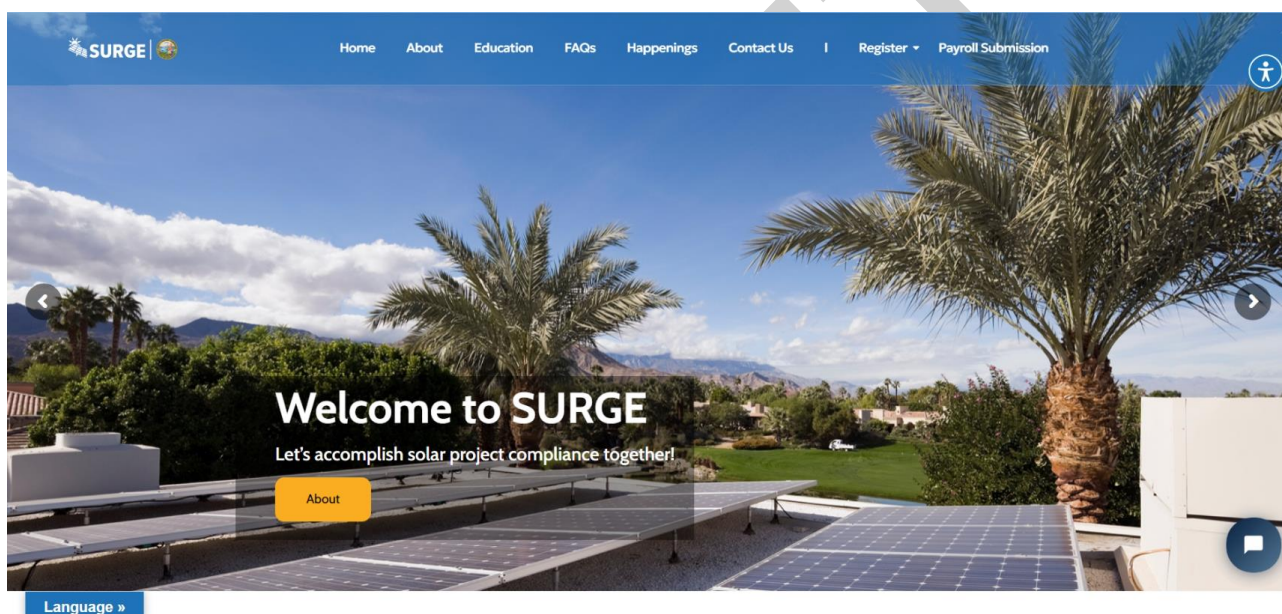 SURGE
Home About Education FAQs Happenings Contact Us | Register Payroll Submission
Welcome to SURGE
Let's accomplish solar project compliance together!
About
Language »